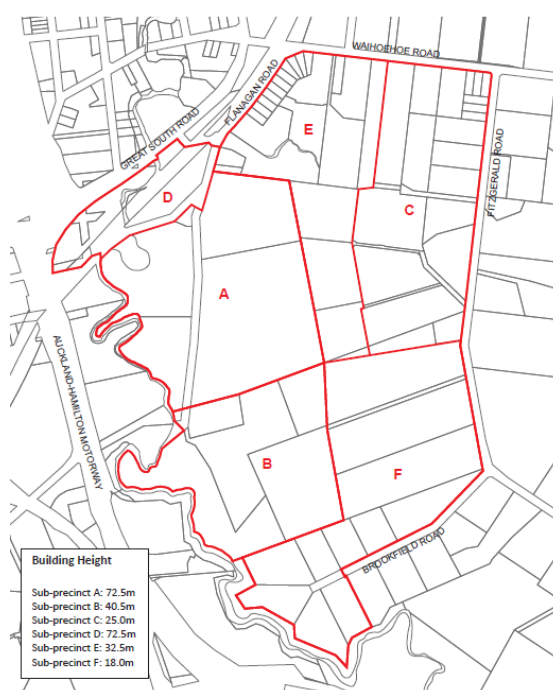 WAIHOEHOE ROAD
FLANAGAN ROAD
GREAT SOUTH ROAD
E
D
C
FITZGERALD ROAD
A
AUCKLAND-HAMILTON MOTORWAY
B
F
BROOKFIELD ROAD
Building Height
Sub-precinct A: 72.5m
Sub-precinct B: 40.5m
Sub-precinct C: 25.0m
Sub-precinct D: 72.5m
Sub-precinct E: 32.5m
Sub-precinct F: 18.0m